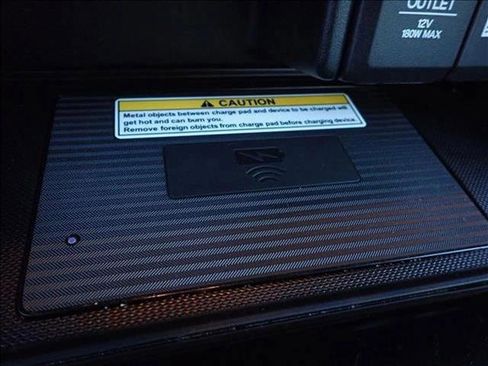 OUTLET
12V
180W MAX
CAUTION
Metal objects between charge pad and device to be charged will
get hot and can burn you.
Remove foreign objects from charge pad before charging device.